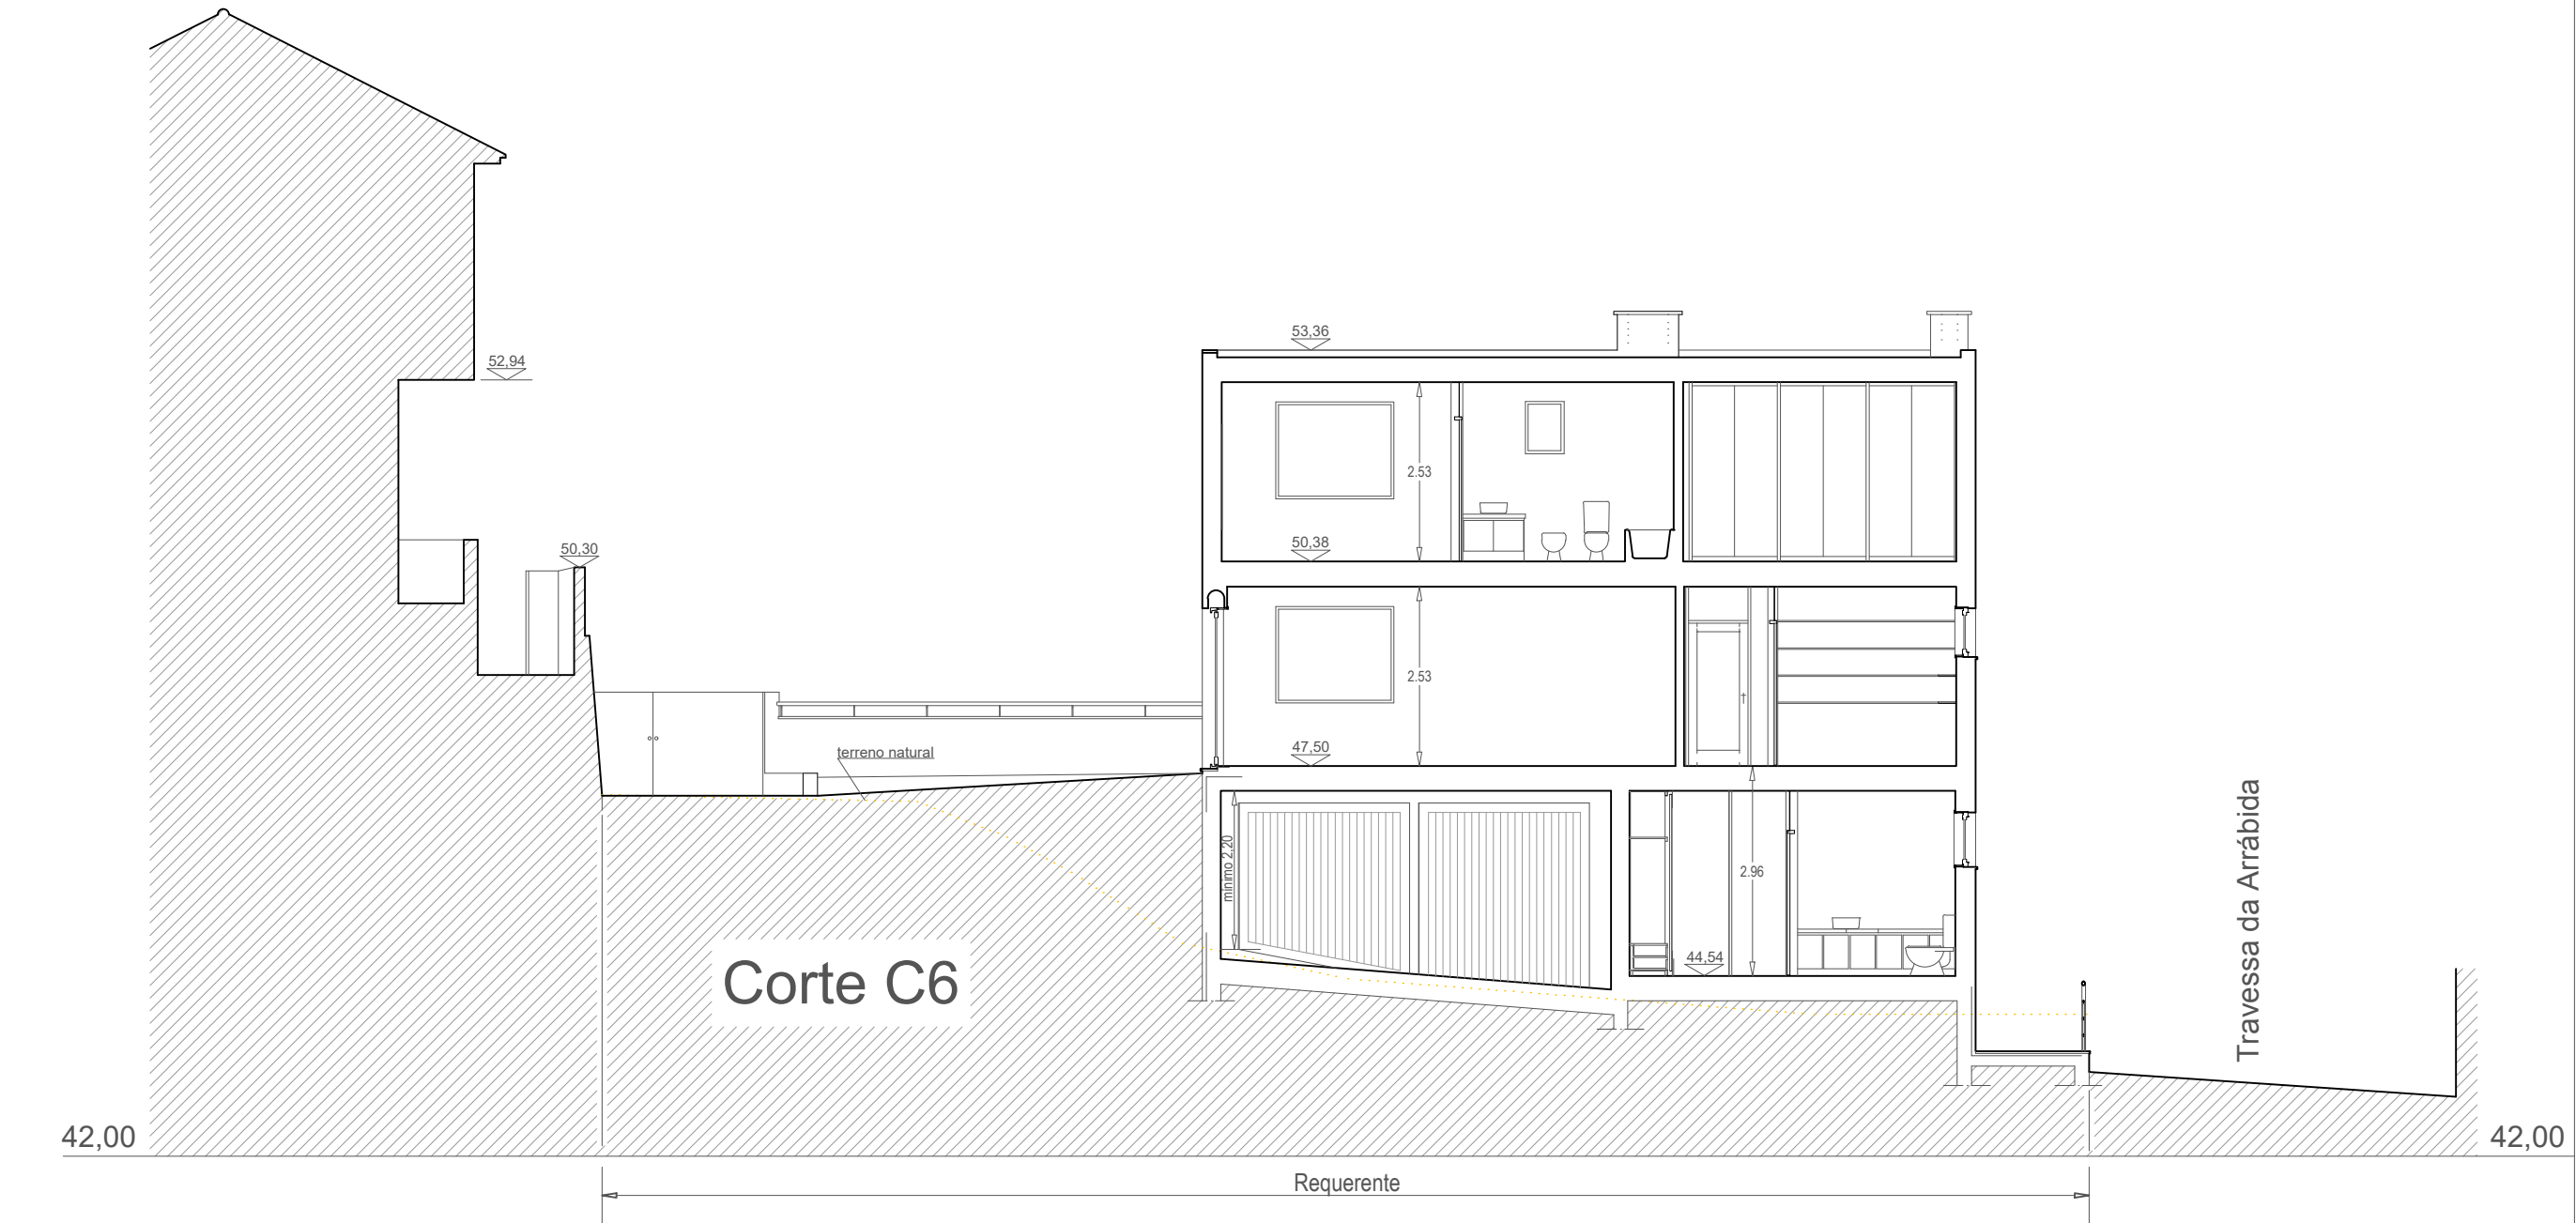 53,36
52,94
2.53
50,30
50,38
2.53
terreno natural
47,50
mínimo 2,20
2.96
44,54
Corte C6
Travessa da Arrábida
42,00
42,00
Requerente